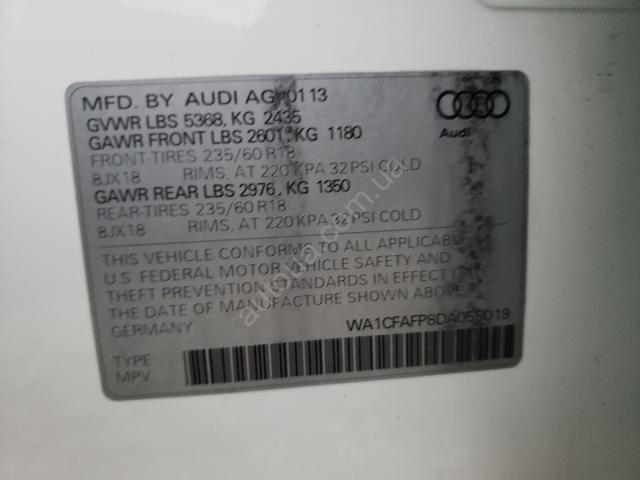 MFD. BY AUDI AG 01 13
GVWR LBS 5368, KG 2435
GAWR FRONT LBS 2601, KG 1180
FRONT-TIRES 235/60 R18
8JX18 RIMS, AT 220 KPA 32 PSI COLD
GAWR REAR LBS 2976, KG 1350
REAR-TIRES 235/60 R18
8JX18 RIMS, AT 220 KPA 32 PSI COLD
Audi
THIS VEHICLE CONFORMS TO ALL APPLICABLE
U.S. FEDERAL MOTOR VEHICLE SAFETY AND
THEFT PREVENTION STANDARDS IN EFFECT ON
THE DATE OF MANUFACTURE SHOWN ABOVE
GERMANY
WA1CFAFP8DA055019
TYPE
MPV
autoua.com.ua